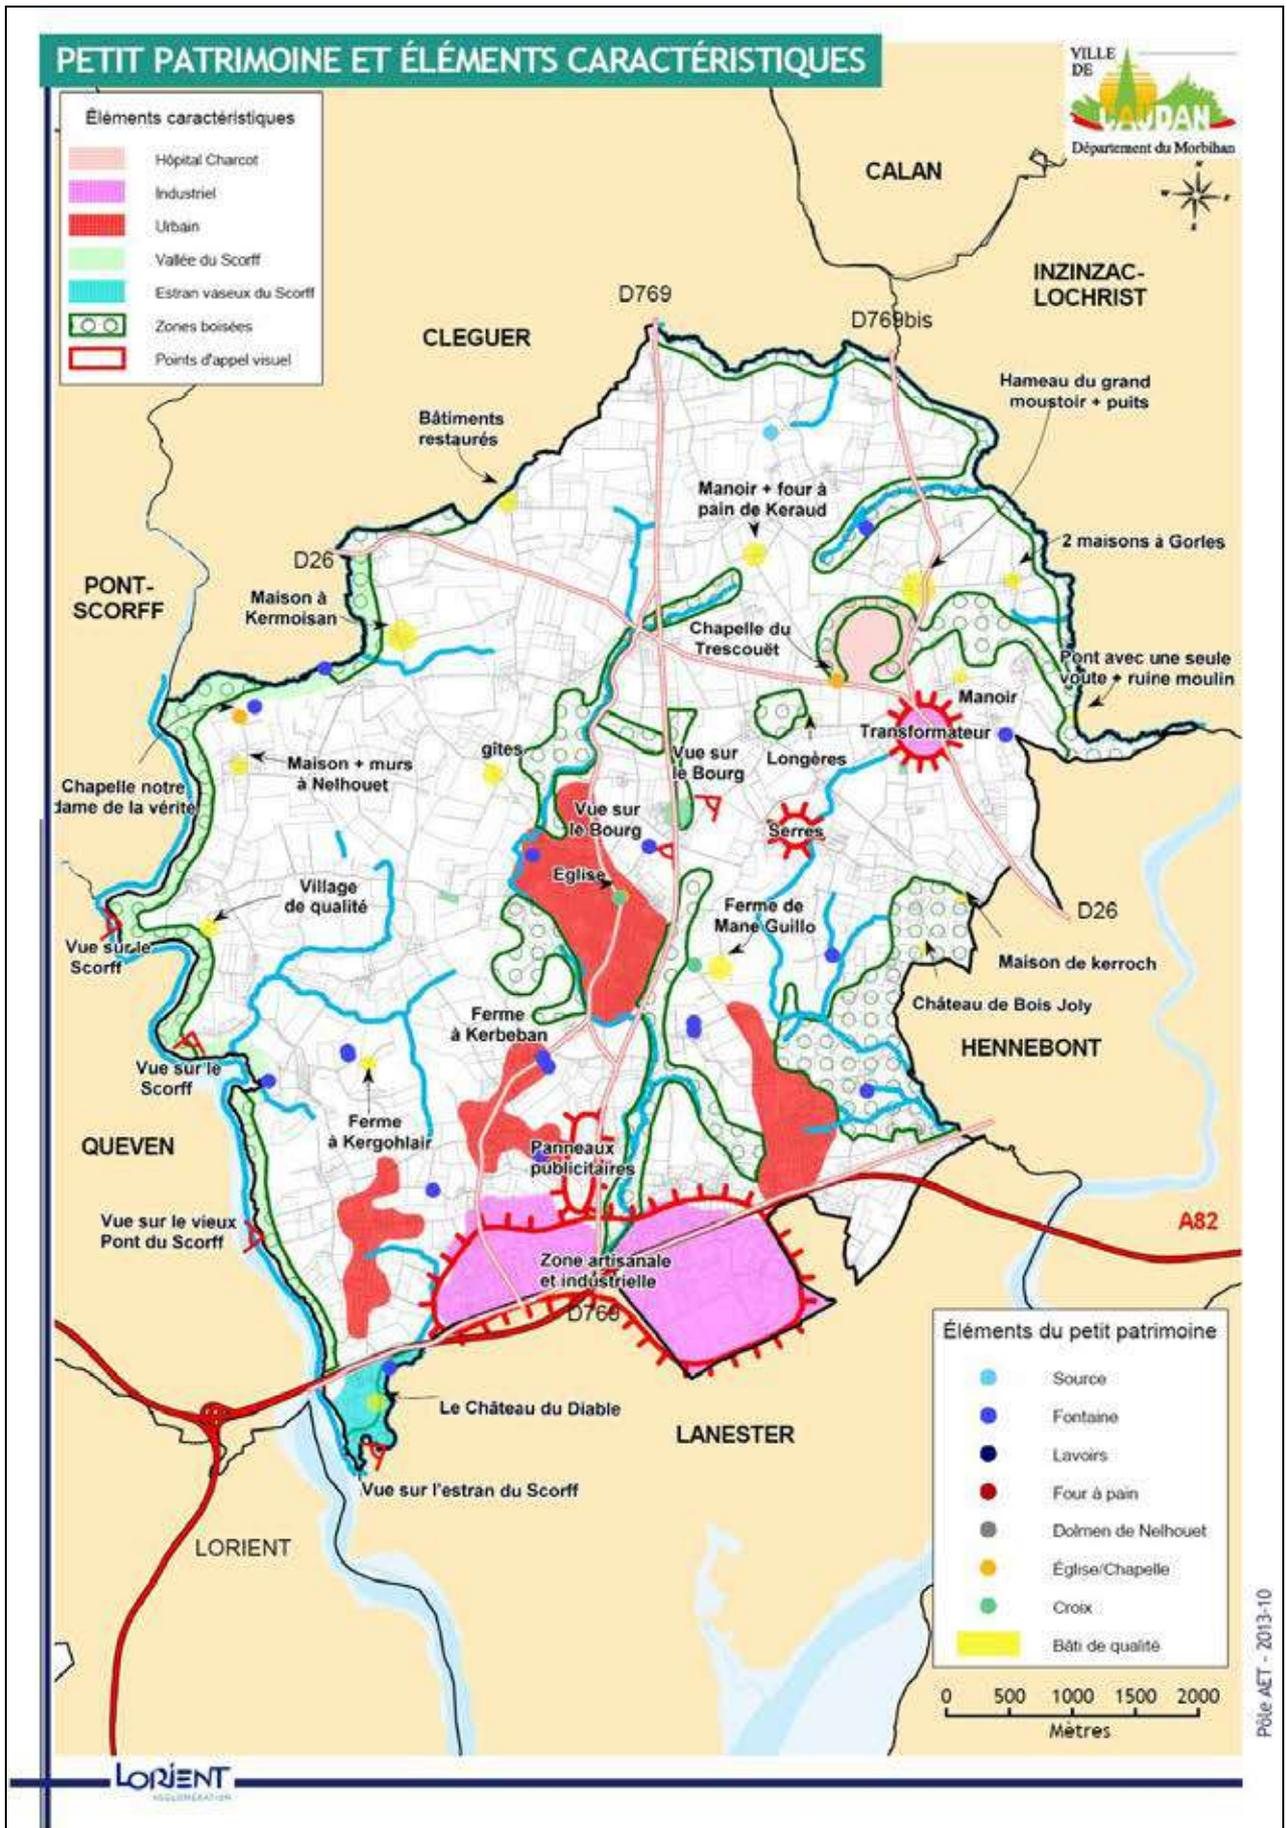 PETIT PATRIMOINE ET ÉLÉMENTS CARACTÉRISTIQUES
VILLE
DE
CAUDAN
Département du Morbihan
N
W
E
S
Éléments caractéristiques
Hôpital Charcot
Industriel
Urbain
Vallée du Scorff
Estran vaseux du Scorff
Zones boisées
Points d'appel visuel
CALAN
INZINZAC-
LOCHRIST
D769
D769bis
CLEGUER
Hameau du grand
moustoir + puits
Bâtiments
restaurés
Manoir + four à
pain de Keraud
2 maisons à Gorles
D26
PONT-
SCORFF
Maison à
Kermoisan
Chapelle du
Trescouët
Pont avec une seule
voute + ruine moulin
Manoir
Transformateur
gîtes
Vue sur
le Bourg
Longères
Maison + murs
à Nelhouet
Chapelle notre
dame de la vérité
Vue sur
le Bourg
Serres
Eglise
Village
de qualité
Ferme de
Mane Guillo
D26
Vue sur le
Scorff
Maison de kerroch
Château de Bois Joly
Ferme
à Kerbeban
HENNEBONT
Vue sur le
Scorff
Ferme
à Kergohlair
QUEVEN
Panneaux
publicitaires
Vue sur le vieux
Pont du Scorff
A82
Zone artisanale
et industrielle
D769
Le Château du Diable
LANESTER
Vue sur l'estran du Scorff
LORIENT
Éléments du petit patrimoine
Source
Fontaine
Lavoirs
Four à pain
Dolmen de Nelhouet
Église/Chapelle
Croix
Bâti de qualité
0 500 1000 1500 2000
Mètres
Pôle AET - 2013-10
LORIENT
AGGLOMÉRATION